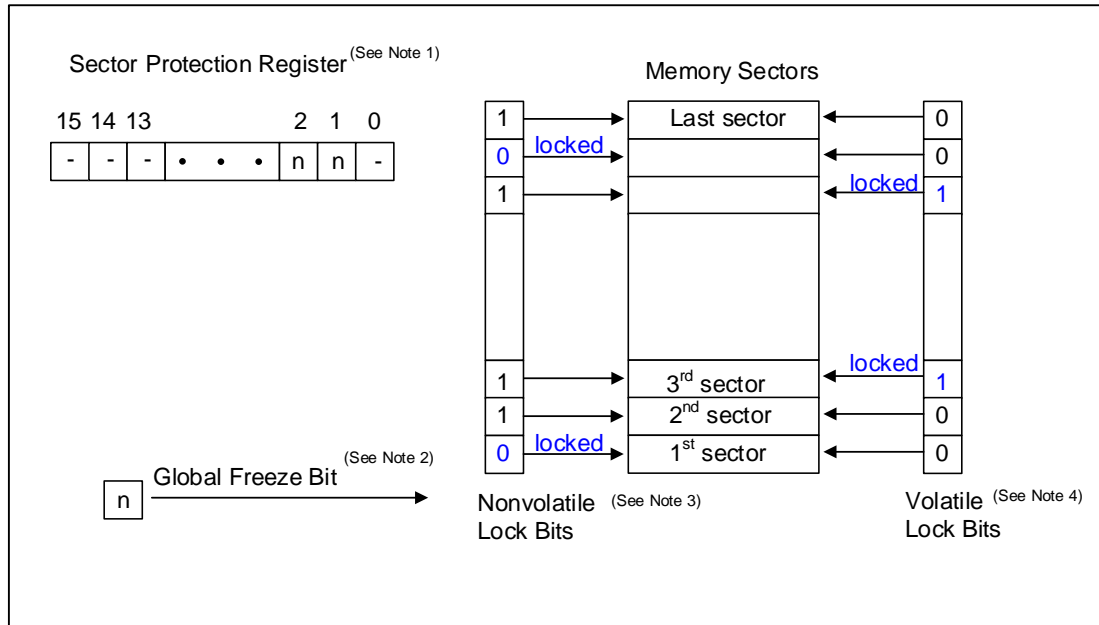 Sector Protection Register (See Note 1)
15 14 13 2 1 0
- - - • • • n n -
Memory Sectors
1 Last sector 0
0 locked 0
1 locked 1
1 3rd sector locked 1
1 2nd sector 0
0 locked 1st sector 0
n Global Freeze Bit (See Note 2)
Nonvolatile (See Note 3)
Lock Bits
Volatile (See Note 4)
Lock Bits